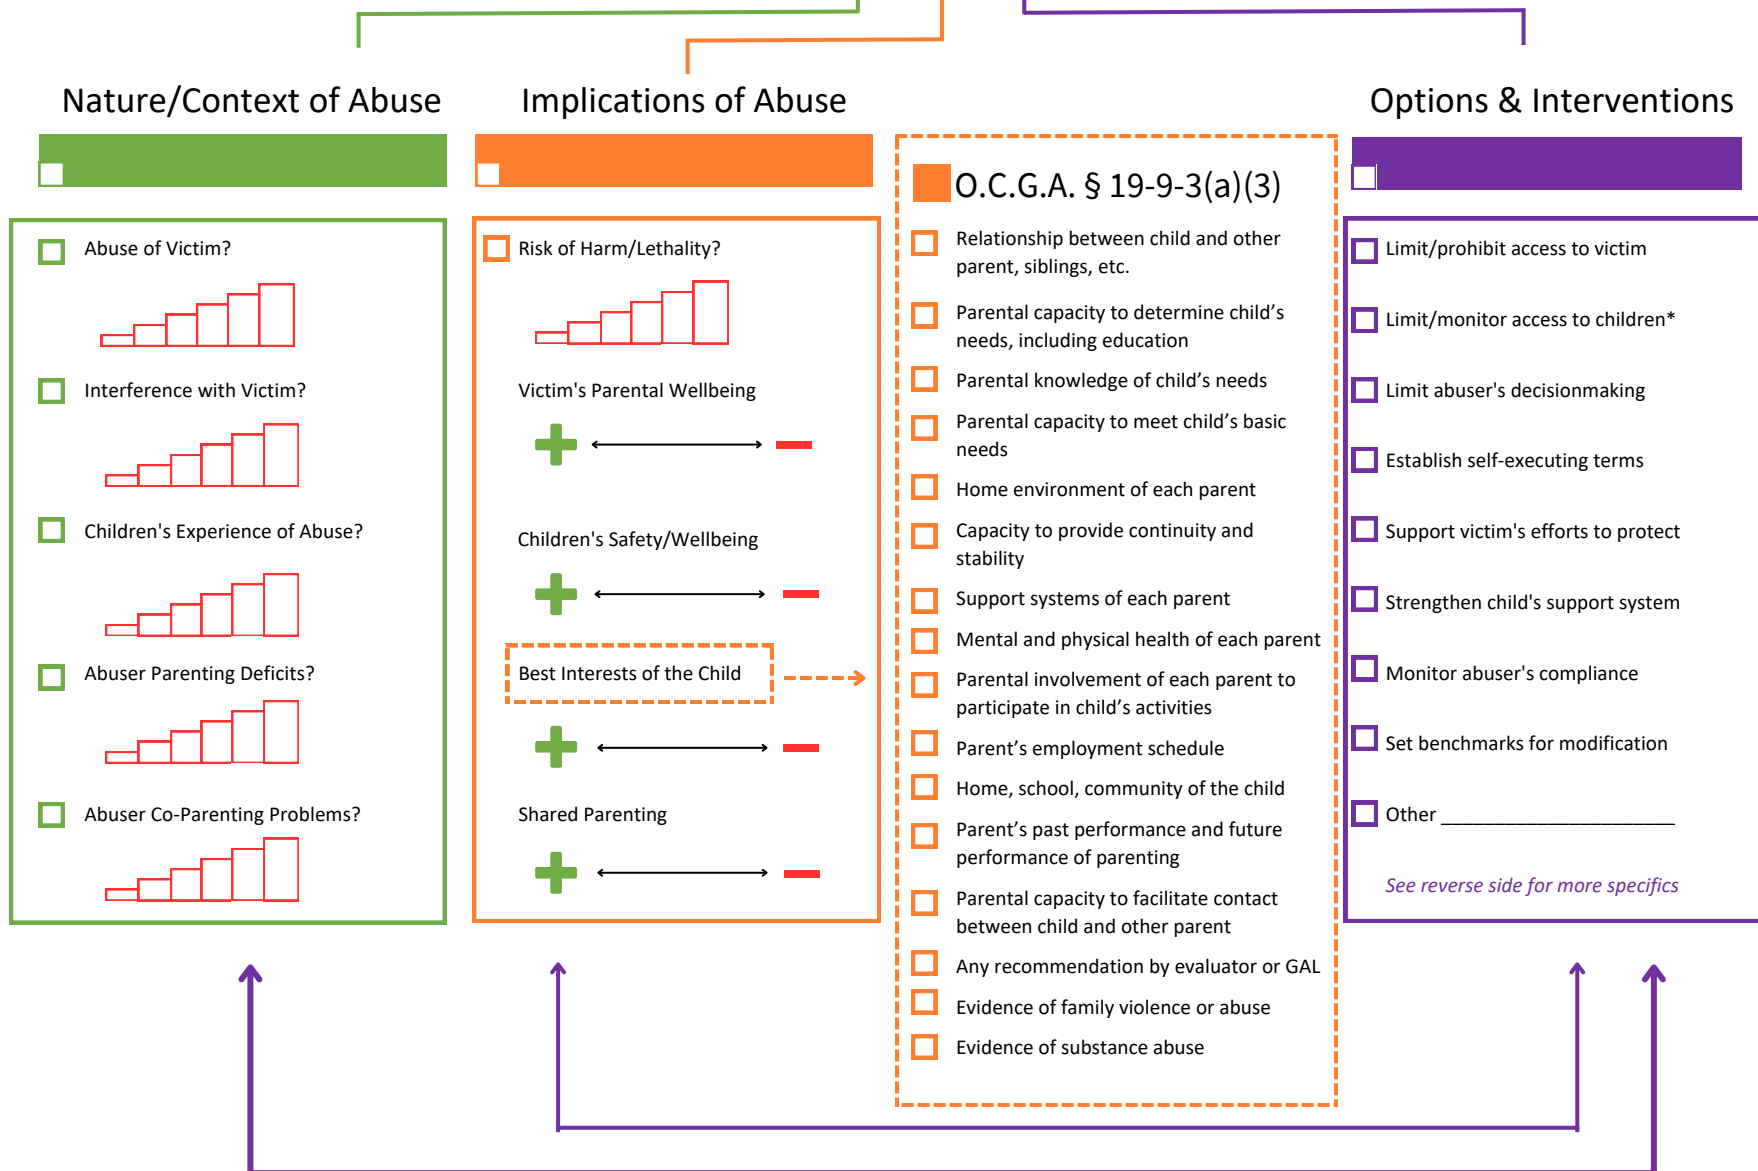 Nature/Context of Abuse
Abuse of Victim?
Interference with Victim?
Children's Experience of Abuse?
Abuser Parenting Deficits?
Abuser Co-Parenting Problems?
Implications of Abuse
Risk of Harm/Lethality?
Victim's Parental Wellbeing
Children's Safety/Wellbeing
Best Interests of the Child
Shared Parenting
O.C.G.A. § 19-9-3(a)(3)
Relationship between child and other
parent, siblings, etc.
Parental capacity to determine child’s
needs, including education
Parental knowledge of child’s needs
Parental capacity to meet child’s basic
needs
Home environment of each parent
Capacity to provide continuity and
stability
Support systems of each parent
Mental and physical health of each parent
Parental involvement of each parent to
participate in child’s activities
Parent’s employment schedule
Home, school, community of the child
Parent’s past performance and future
performance of parenting
Parental capacity to facilitate contact
between child and other parent
Any recommendation by evaluator or GAL
Evidence of family violence or abuse
Evidence of substance abuse
Options & Interventions
Limit/prohibit access to victim
Limit/monitor access to children*
Limit abuser's decisionmaking
Establish self-executing terms
Support victim's efforts to protect
Strengthen child's support system
Monitor abuser's compliance
Set benchmarks for modification
Other ______________________
See reverse side for more specifics